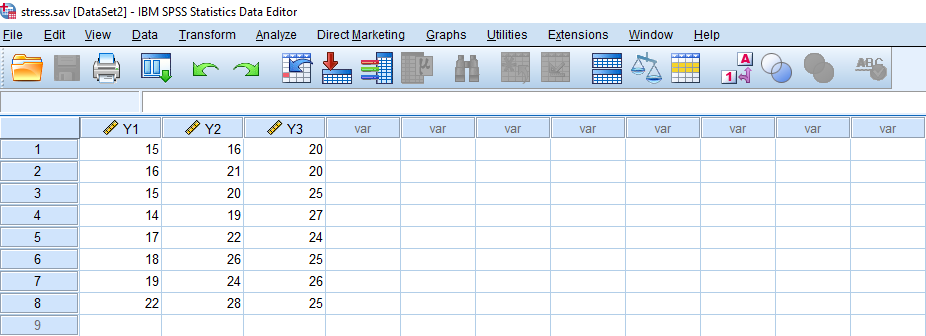 stress.sav [DataSet2] - IBM SPSS Statistics Data Editor
File Edit View Data Transform Analyze Direct Marketing Graphs Utilities Extensions Window Help
A
1
μ
ABC
Y1 Y2 Y3 var var var var var var var var
1 15 16 20
2 16 21 20
3 15 20 25
4 14 19 27
5 17 22 24
6 18 26 25
7 19 24 26
8 22 28 25
9